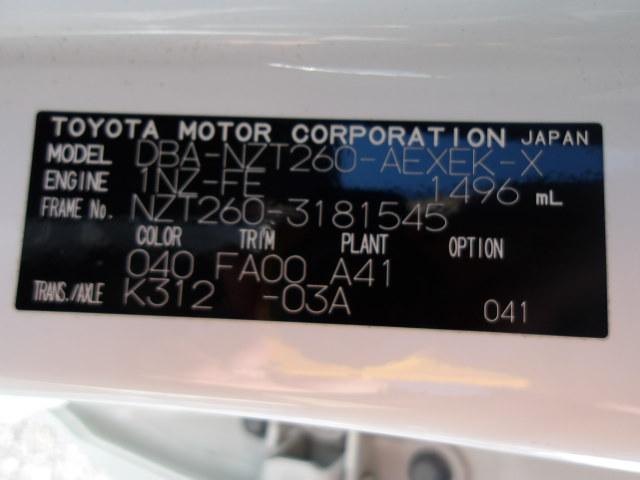 TOYOTA MOTOR CORPORATION JAPAN
MODEL DBA-NZT260-AEXEK-X
ENGINE 1NZ-FE 1496 mL
FRAME No. NZT260-3181545
COLOR TRIM PLANT OPTION
040 FA00 A41
TRANS./AXLE K312 -03A 041